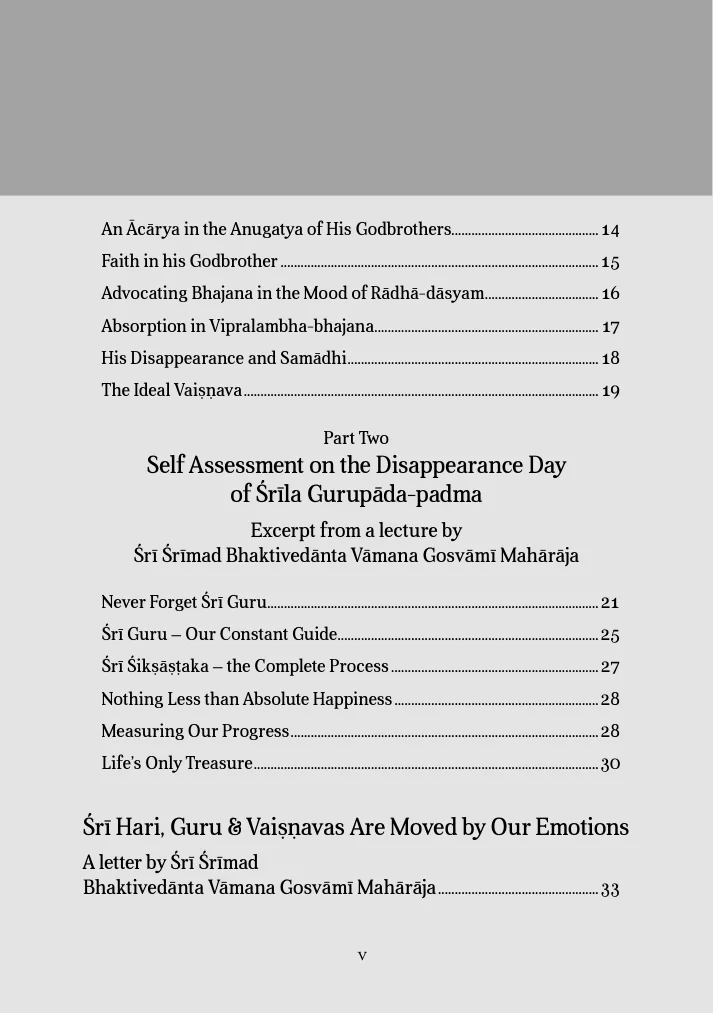 An Ācārya in the Anugatya of His Godbrothers............................................ 14
Faith in his Godbrother ............................................................................................... 15
Advocating Bhajana in the Mood of Rādhā-dāsyam.................................. 16
Absorption in Vipralambha-bhajana................................................................... 17
His Disappearance and Samādhi........................................................................... 18
The Ideal Vaiṣṇava.......................................................................................................... 19
Part Two
Self Assessment on the Disappearance Day
of Śrīla Gurupāda-padma
Excerpt from a lecture by
Śrī Śrīmad Bhaktivedānta Vāmana Gosvāmī Mahārāja
Never Forget Śrī Guru................................................................................................... 21
Śrī Guru – Our Constant Guide.............................................................................. 25
Śrī Śikṣāṣṭaka – the Complete Process .............................................................. 27
Nothing Less than Absolute Happiness ............................................................. 28
Measuring Our Progress............................................................................................ 28
Life’s Only Treasure....................................................................................................... 30
Śrī Hari, Guru & Vaiṣṇavas Are Moved by Our Emotions
A letter by Śrī Śrīmad
Bhaktivedānta Vāmana Gosvāmī Mahārāja ................................................ 33
v